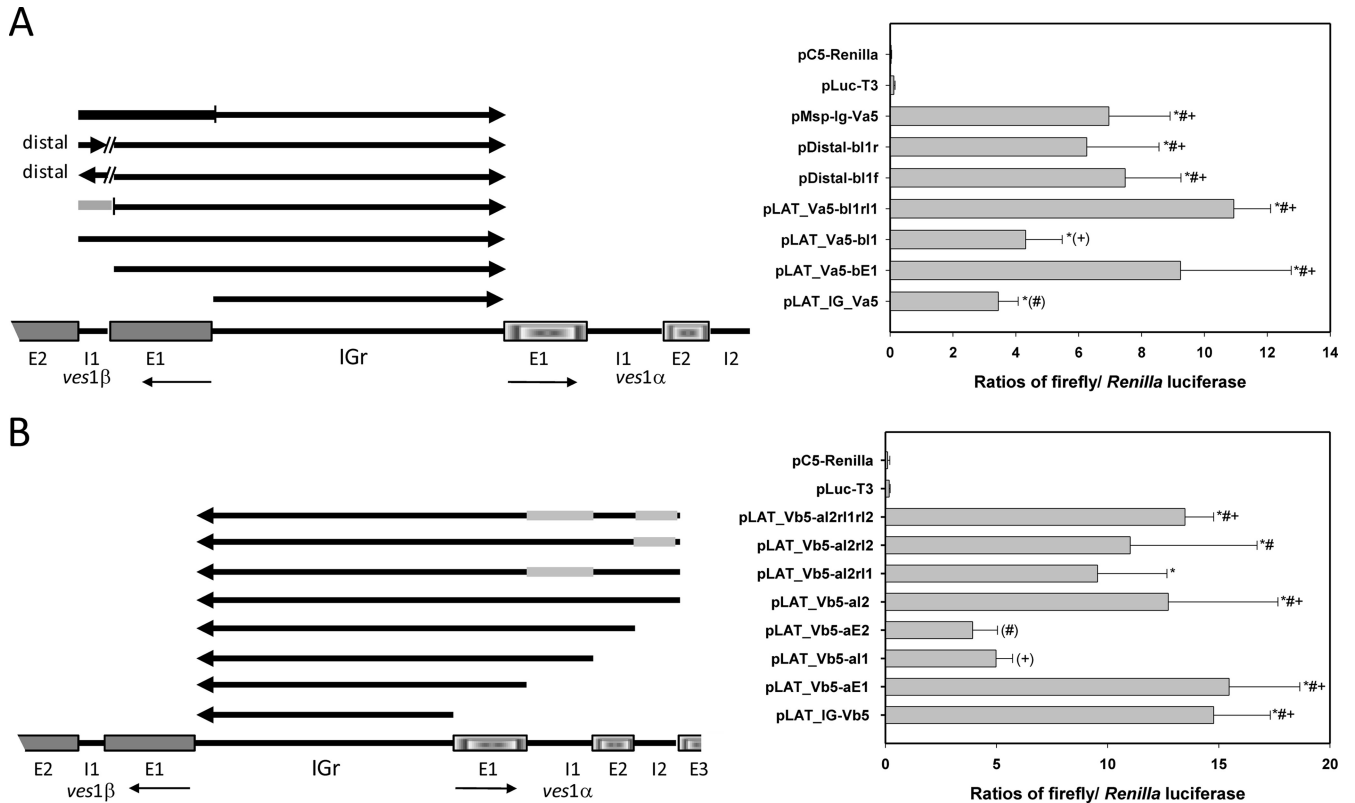 A
distal
distal
E2 I1 E1 IGr E1 I1 E2 I2
ves1β ves1α
pC5-Renilla
pLuc-T3
pMsp-Ig-Va5 *#+
pDistal-bI1r *#+
pDistal-bI1f *#+
pLAT_Va5-bI1rI1 *#+
pLAT_Va5-bI1 *(+)
pLAT_Va5-bE1 *#+
pLAT_IG_Va5 *(#)
0 2 4 6 8 10 12 14
Ratios of firefly/ Renilla luciferase
B
E2 I1 E1 IGr E1 I1 E2 I2 E3
ves1β ves1α
pC5-Renilla
pLuc-T3
pLAT_Vb5-aI2rI1rI2 *#+
pLAT_Vb5-aI2rI2 *#
pLAT_Vb5-aI2rI1 *
pLAT_Vb5-aI2 *#+
pLAT_Vb5-aE2 (#)
pLAT_Vb5-aI1 (+)
pLAT_Vb5-aE1 *#+
pLAT_IG-Vb5 *#+
0 5 10 15 20
Ratios of firefly/ Renilla luciferase